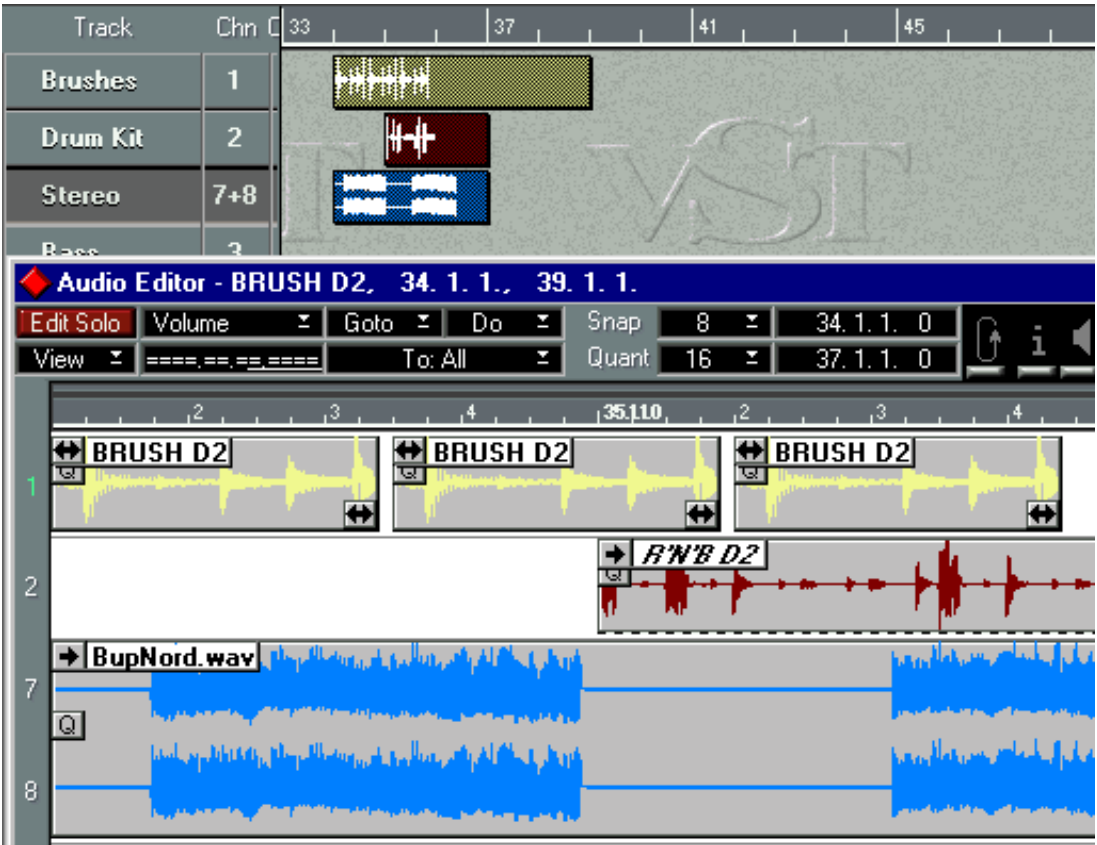 Track Chn C 33 37 41 45
Brushes 1
Drum Kit 2
Stereo 7+8
Bass 3
T VST
Audio Editor - BRUSH D2, 34. 1. 1., 39. 1. 1.
Edit Solo Volume Goto Do Snap 8 34. 1. 1. 0
View ====.==.==.==== To: All Quant 16 37. 1. 1. 0
i
2 3 4 35.1.1.0 2 3 4
BRUSH D2 BRUSH D2 BRUSH D2
Q Q Q
1
R'N'B D2
Q
2
BupNord.wav
7
Q
8